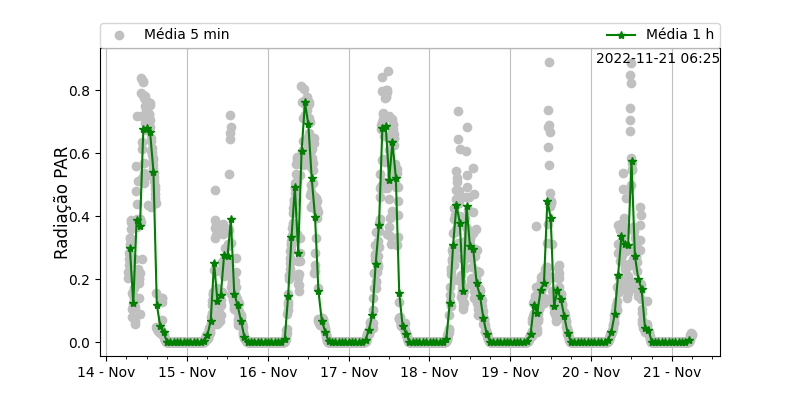 Média 5 min
Média 1 h
2022-11-21 06:25
Radiação PAR
0.8
0.6
0.4
0.2
0.0
14 - Nov
15 - Nov
16 - Nov
17 - Nov
18 - Nov
19 - Nov
20 - Nov
21 - Nov